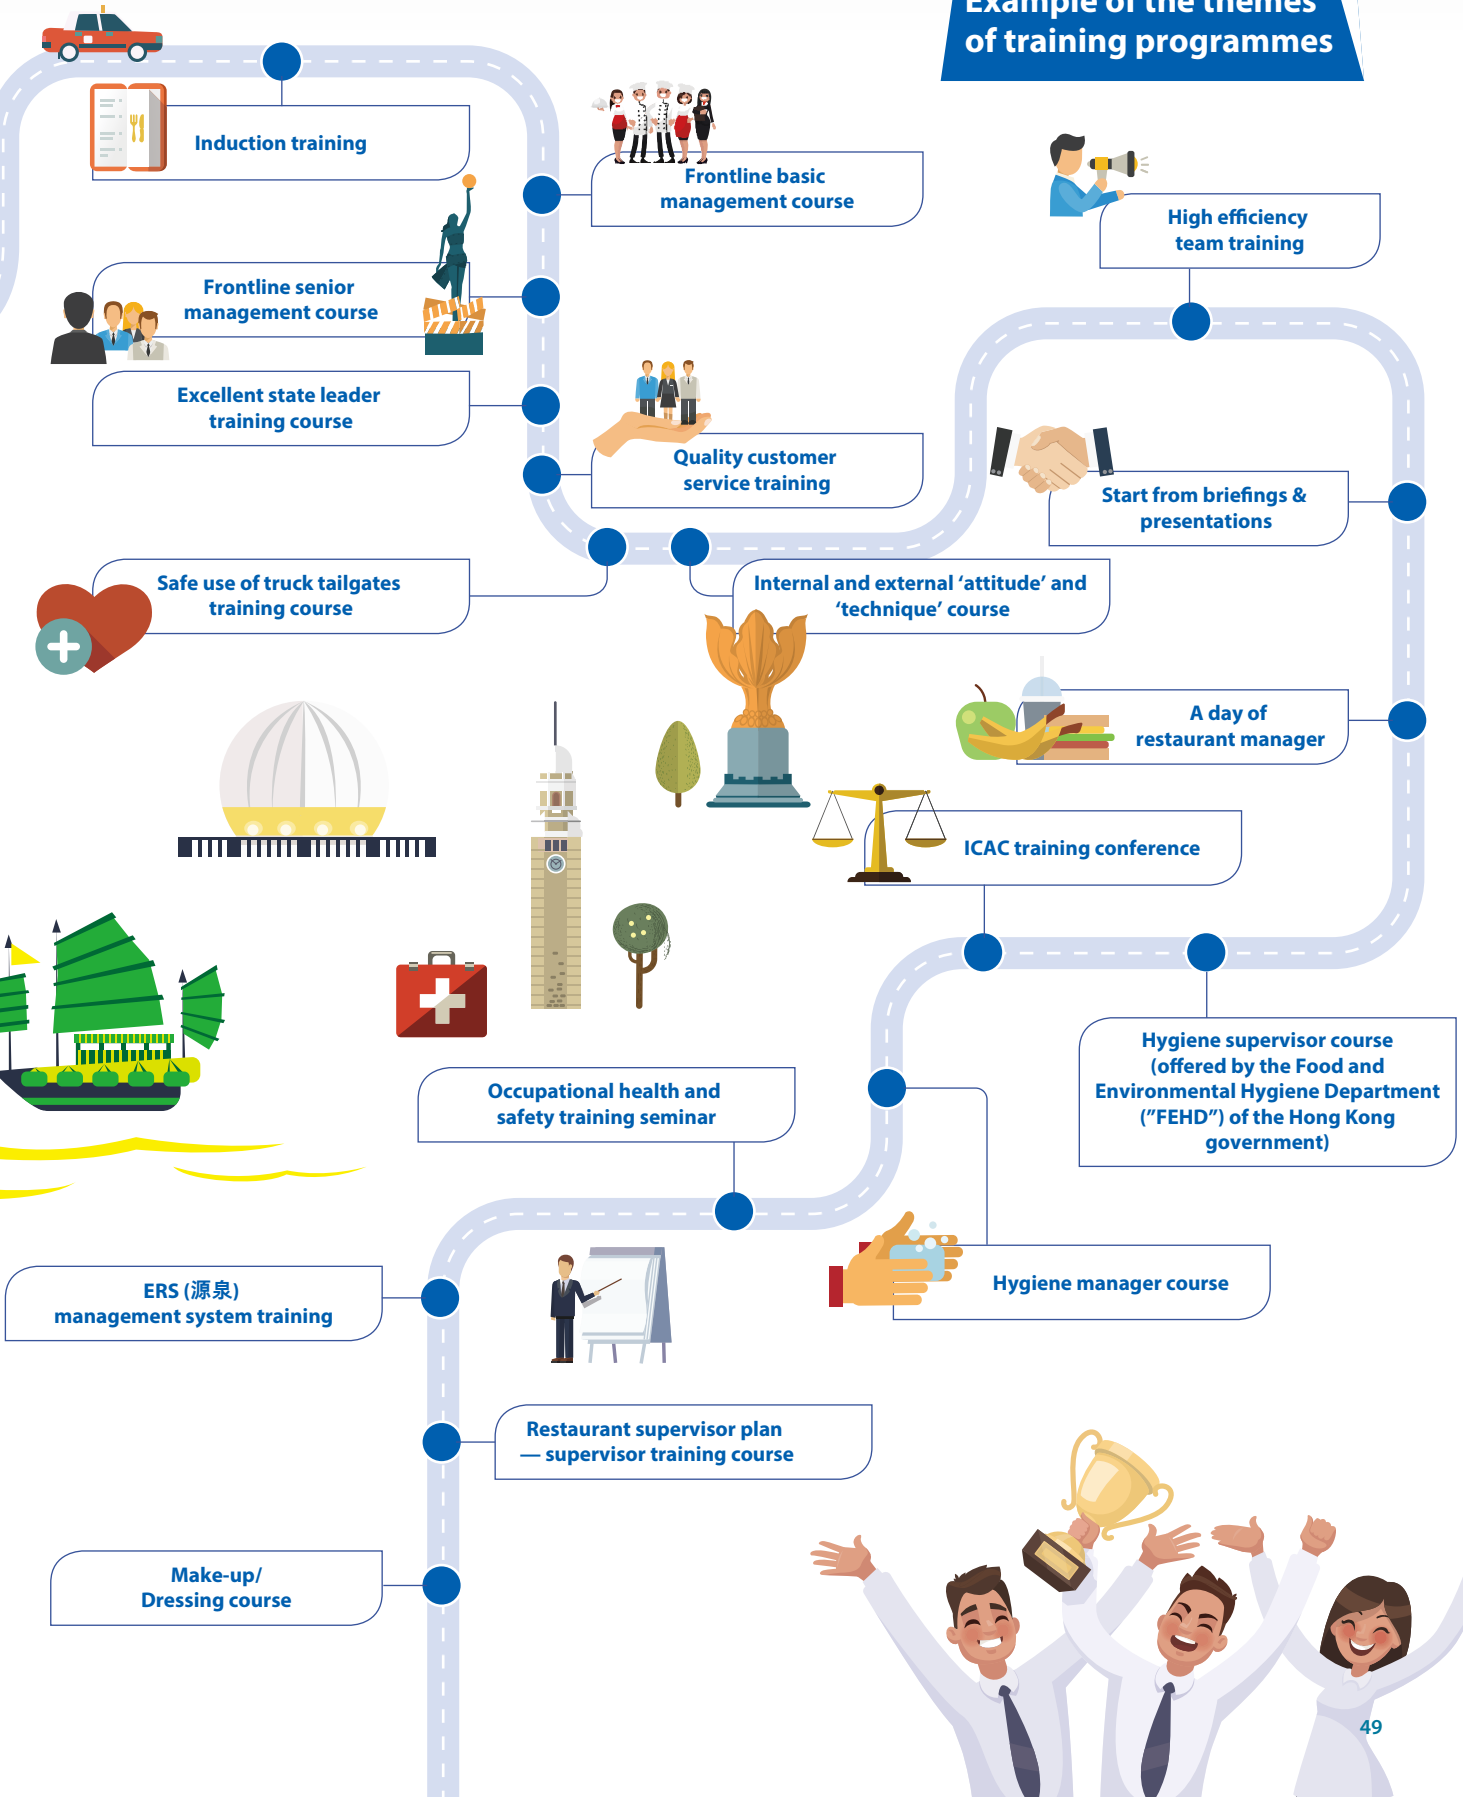 Example of the themes
of training programmes
Induction training
Frontline basic
management course
High efficiency
team training
Frontline senior
management course
Excellent state leader
training course
Quality customer
service training
Start from briefings &
presentations
Safe use of truck tailgates
training course
Internal and external ‘attitude’ and
‘technique’ course
A day of
restaurant manager
ICAC training conference
Hygiene supervisor course
(offered by the Food and
Environmental Hygiene Department
(”FEHD”) of the Hong Kong
government)
Occupational health and
safety training seminar
Hygiene manager course
ERS (源泉)
management system training
Restaurant supervisor plan
— supervisor training course
Make-up/
Dressing course
49